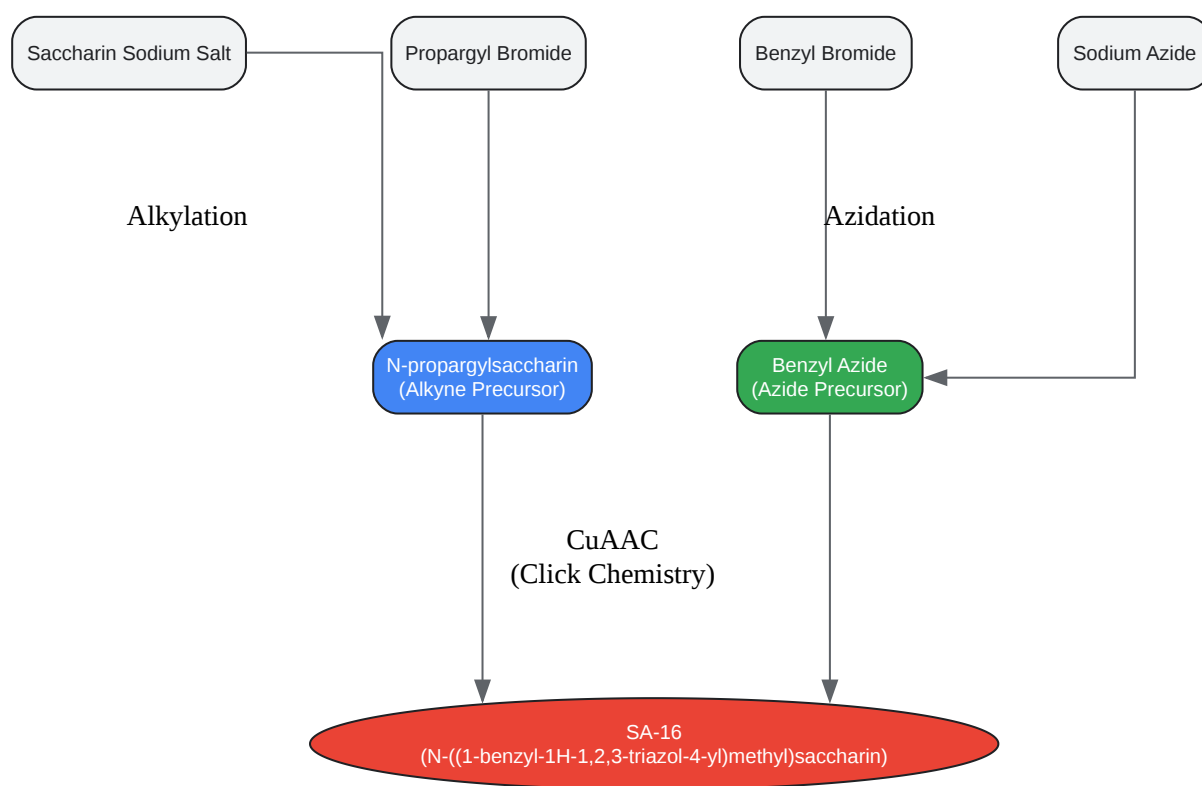 Saccharin Sodium Salt
Propargyl Bromide
Benzyl Bromide
Sodium Azide
Alkylation
Azidation
N-propargylsaccharin
(Alkyne Precursor)
Benzyl Azide
(Azide Precursor)
CuAAC
(Click Chemistry)
SA-16
(N-((1-benzyl-1H-1,2,3-triazol-4-yl)methyl)saccharin)